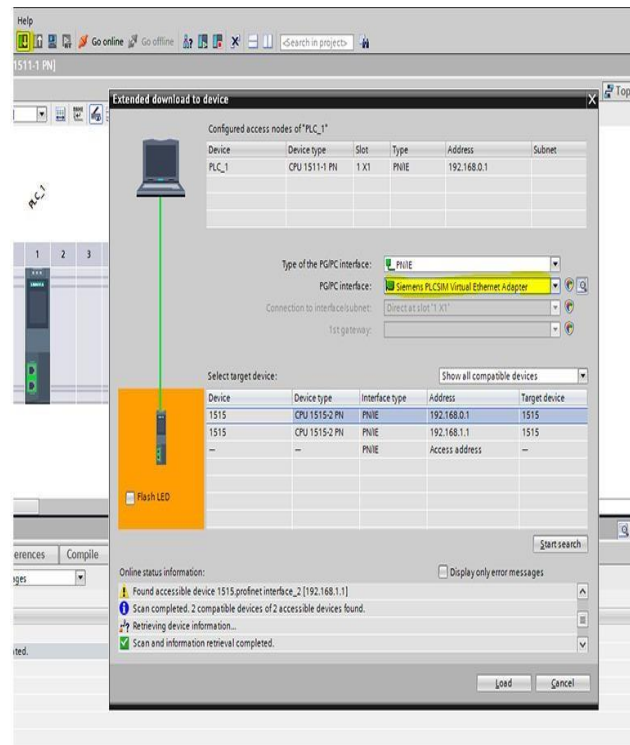 Help
Go online Go offline <Search in project>
1511-1 PN]
Top
Extended download to device X
Configured access nodes of "PLC_1"
Device Device type Slot Type Address Subnet
PLC_1 CPU 1511-1 PN 1 X1 PN/IE 192.168.0.1
PLC_1
1 2 3
Type of the PG/PC interface: PN/IE
PG/PC interface: Siemens PLCSIM Virtual Ethernet Adapter
Connection to interface/subnet: Direct at slot '1 X1'
1st gateway:
Select target device: Show all compatible devices
Device Device type Interface type Address Target device
1515 CPU 1515-2 PN PN/IE 192.168.0.1 1515
1515 CPU 1515-2 PN PN/IE 192.168.1.1 1515
— — PN/IE Access address —
Flash LED
Start search
erences Compile
ages
Online status information: Display only error messages
Found accessible device 1515.profinet interface_2 [192.168.1.1]
Scan completed. 2 compatible devices of 2 accessible devices found.
Retrieving device information...
ted.
Scan and information retrieval completed.
Load Cancel